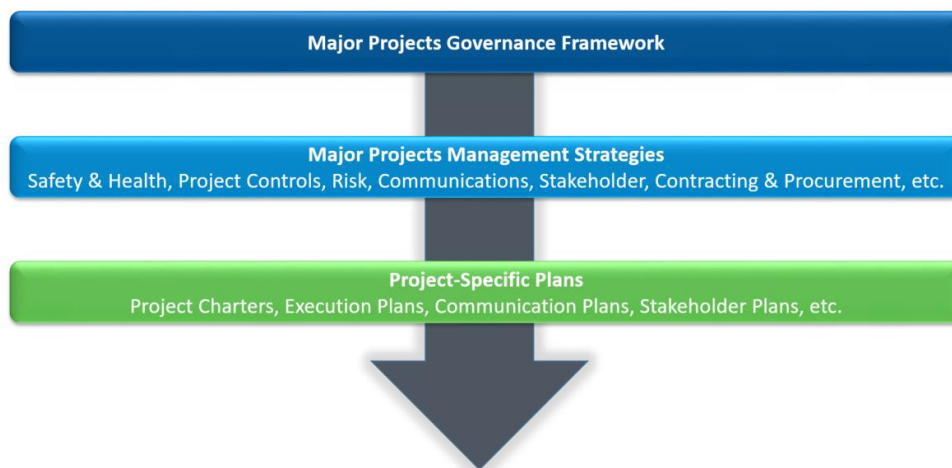 Major Projects Governance Framework
Major Projects Management Strategies
Safety & Health, Project Controls, Risk, Communications, Stakeholder, Contracting & Procurement, etc.
Project-Specific Plans
Project Charters, Execution Plans, Communication Plans, Stakeholder Plans, etc.